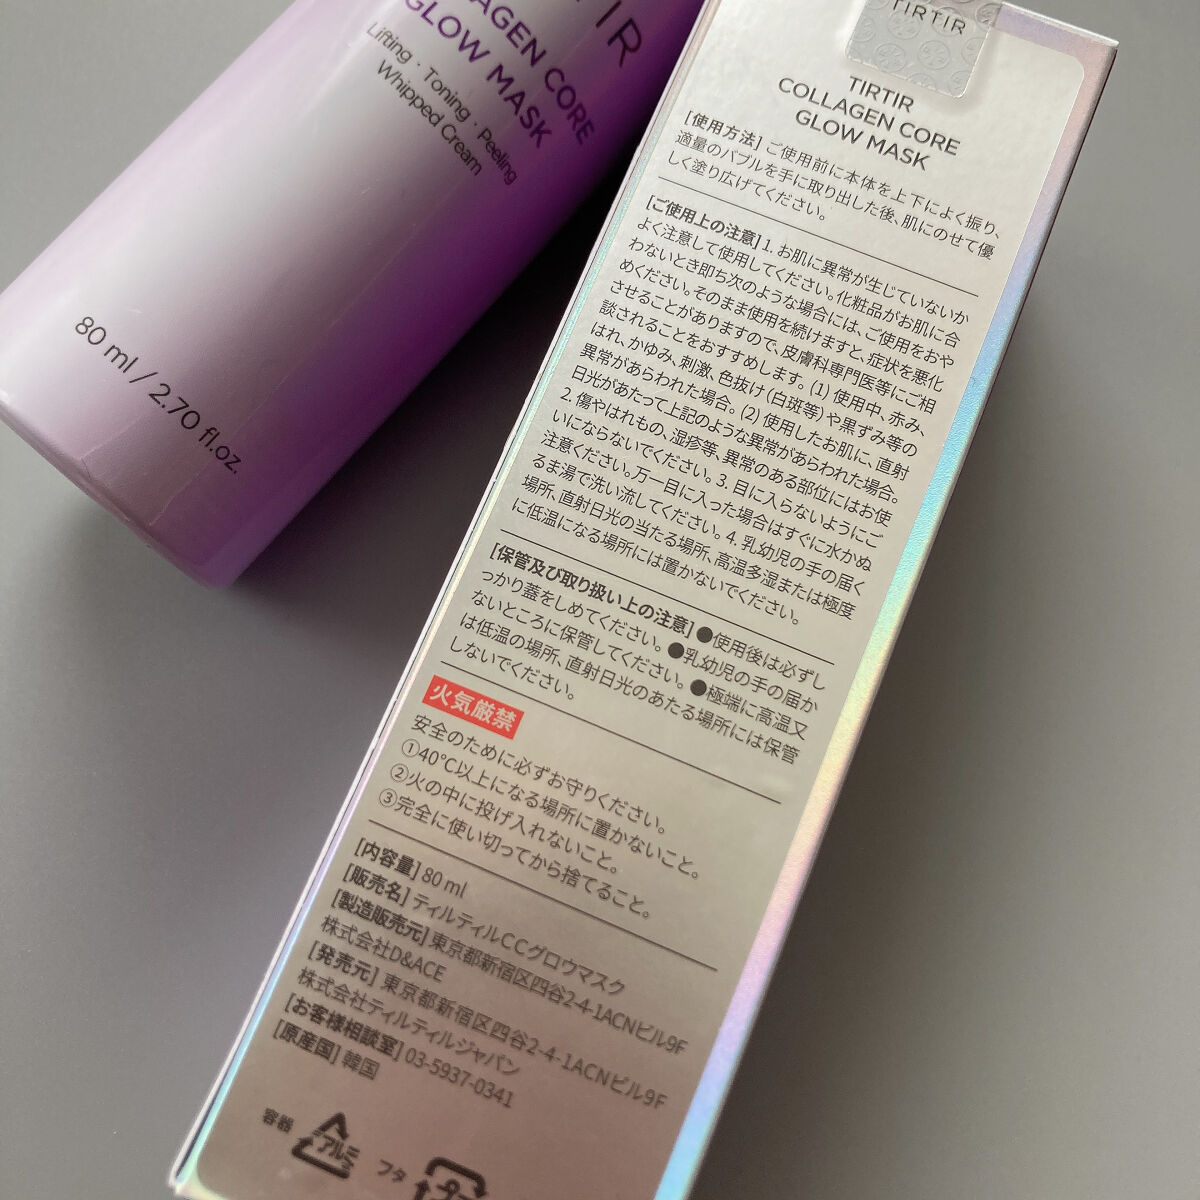 IR
LAGEN CORE
GLOW MASK
Lifting · Toning · Peeling
Whipped Cream
80 ml / 2.70 fl.oz.
TIRTIR
TIRTIR
COLLAGEN CORE
GLOW MASK
[使用方法] ご使用前に本体を上下によく振り、
適量のバブルを手に取り出した後、肌にのせて優
しく塗り広げてください。
[ご使用上の注意] 1. お肌に異常が生じていないか
よく注意して使用してください。化粧品がお肌に合
わないとき即ち次のような場合には、ご使用をおや
めください。そのまま使用を続けますと、症状を悪化
させることがありますので、皮膚科専門医等にご相
談されることをおすすめします。 (1) 使用中、赤み、
はれ、かゆみ、刺激、色抜け(白斑等)や黒ずみ等の
異常があらわれた場合。 (2) 使用したお肌に、直射
日光があたって上記のような異常があらわれた場合。
2. 傷やはれもの、湿疹等、異常のある部位にはお使
いにならないでください。 3. 目に入らないようにご
注意ください。万一目に入った場合はすぐに水かぬ
るま湯で洗い流してください。 4. 乳幼児の手の届く
場所、直射日光の当たる場所、高温多湿または極度
に低温になる場所には置かないでください。
[保管及び取り扱い上の注意] ●使用後は必ずし
っかり蓋をしめてください。 ●乳幼児の手の届か
ないところに保管してください。 ●極端に高温又
は低温の場所、直射日光のあたる場所には保管
しないでください。
火気厳禁
安全のために必ずお守りください。
①40℃以上になる場所に置かないこと。
②火の中に投げ入れないこと。
③完全に使い切ってから捨てること。
[内容量] 80 ml
[販売名] ティルティルCCグロウマスク
[製造販売元] 東京都新宿区四谷2-4-1ACNビル9F
株式会社D&ACE
[発売元] 東京都新宿区四谷2-4-1ACNビル9F
株式会社ティルティルジャパン
[お客様相談室] 03-5937-0341
[原産国] 韓国
容器 アルミ フタ プラ